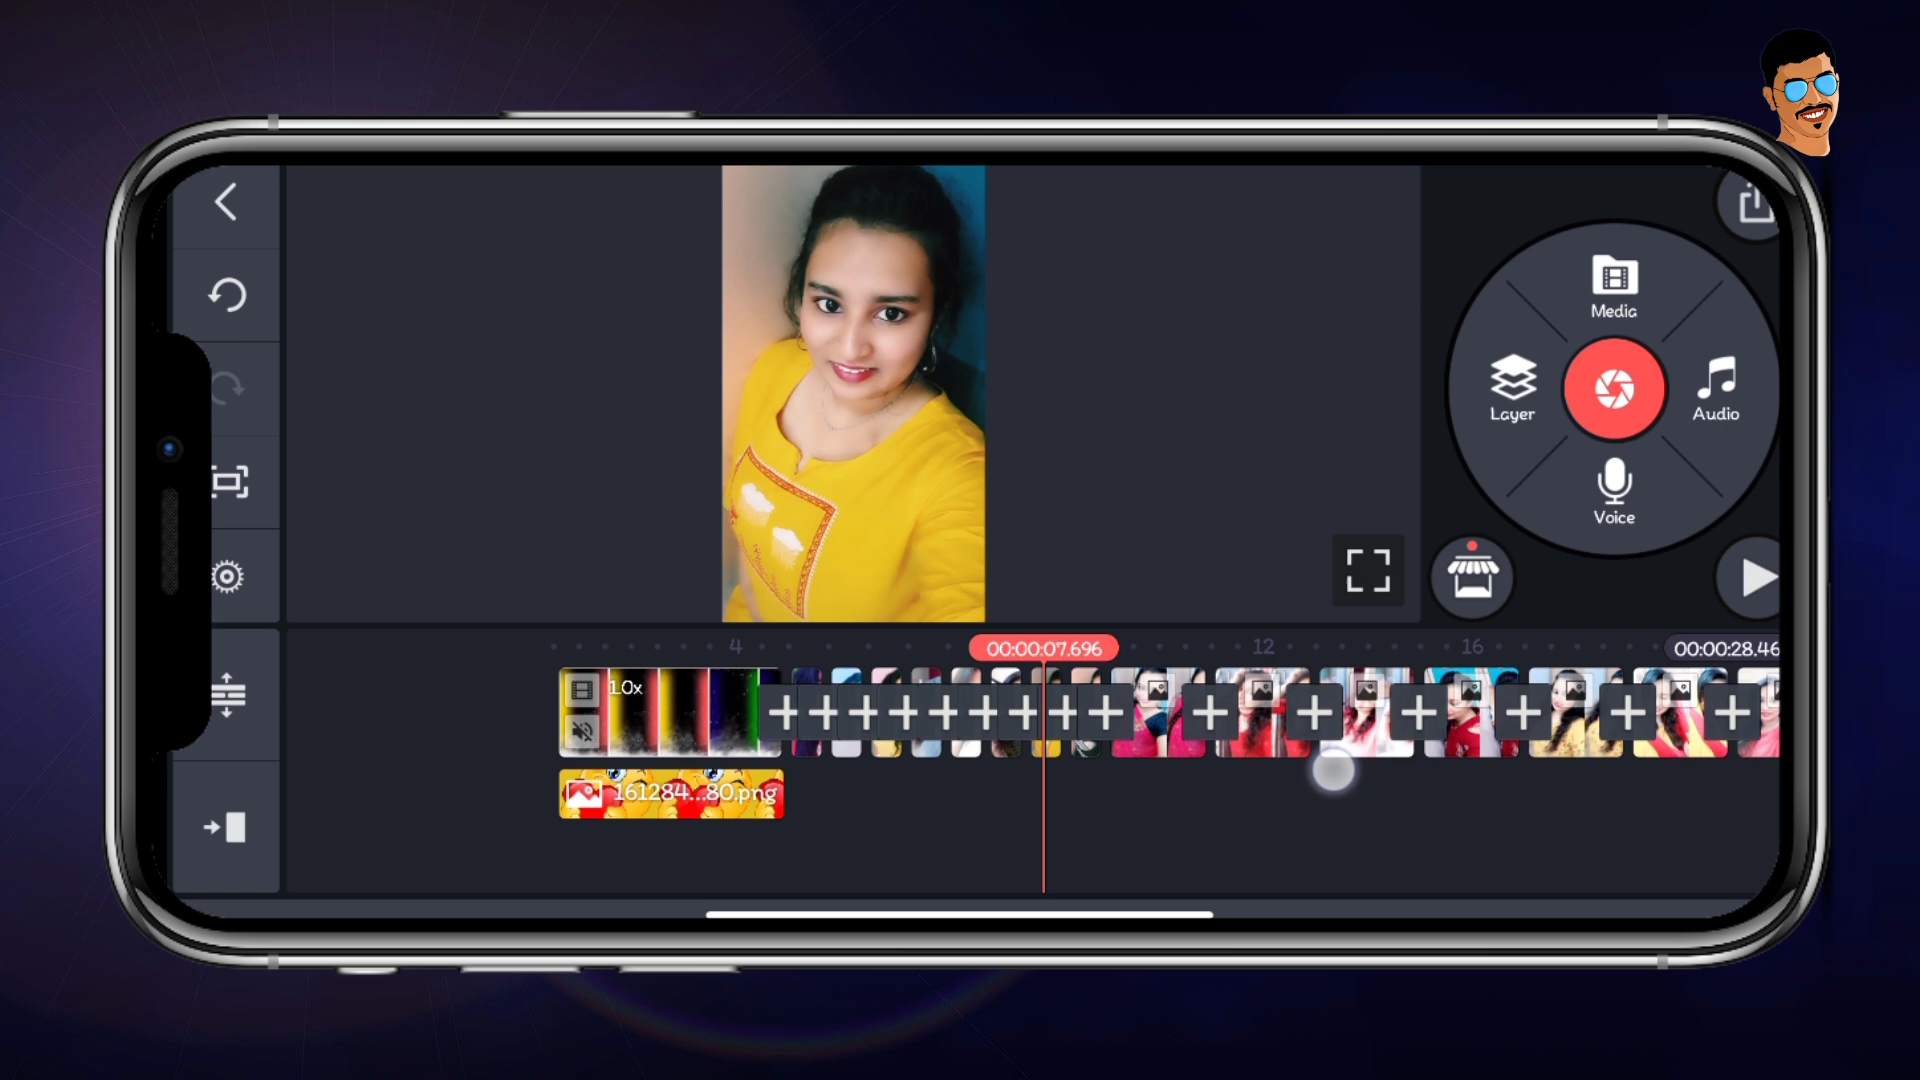 Media
Layer
Audio
Voice
4
00:00:07.696
12
16
00:00:28.46
1.0x
161284...80.png